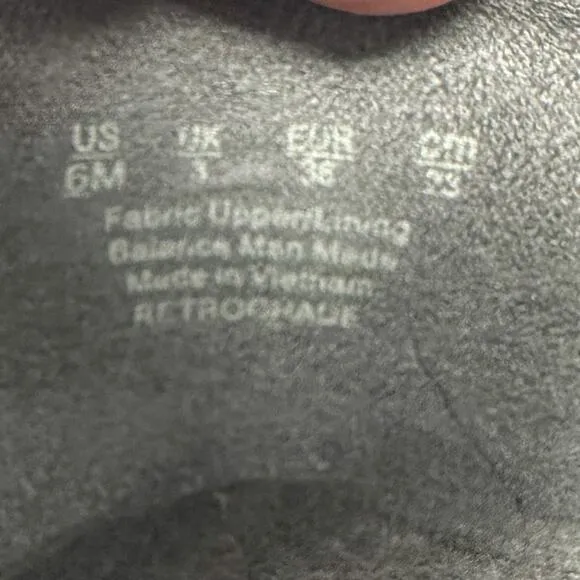 US UK EUR cm
6M 3 36 23
Fabric Upper/Lining
Balance Man Made
Made in Vietnam